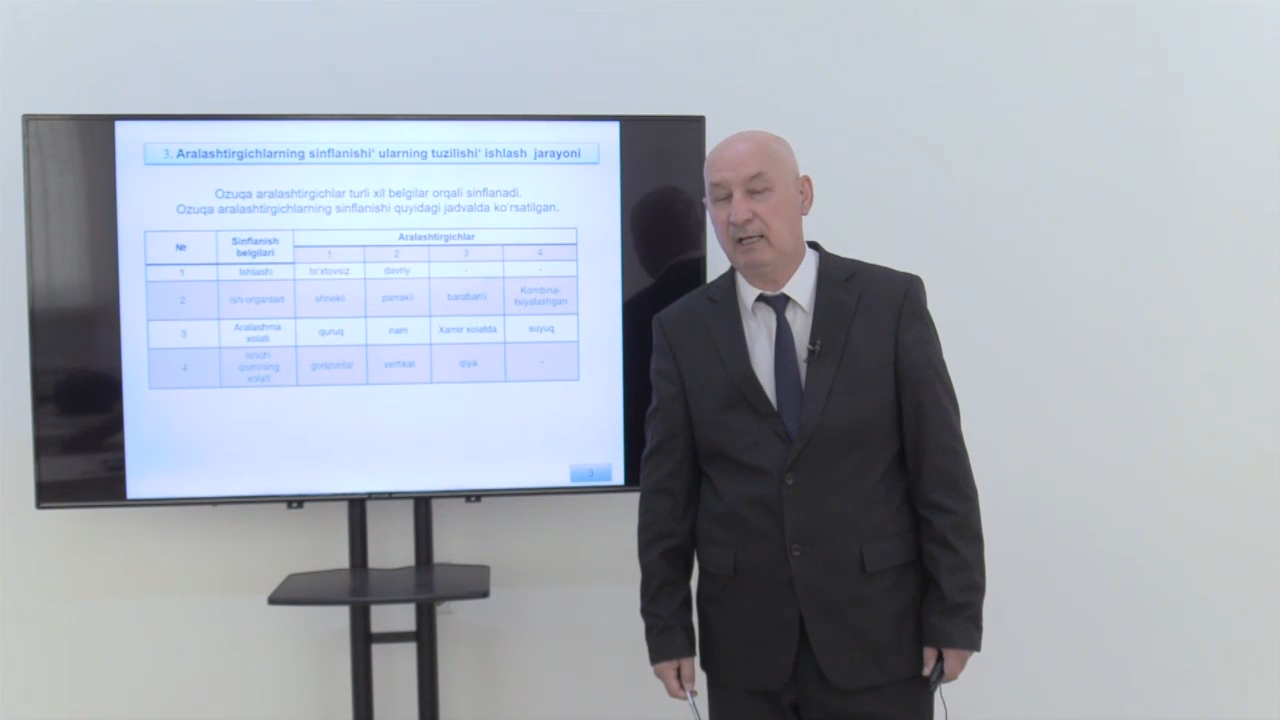 3. Aralashtirgichlarning sinflanishi' ularning tuzilishi' ishlash jarayoni
Ozuqa aralashtirgichlar turli xil belgilar orqali sinflanadi.
Ozuqa aralashtirgichlarning sinflanishi quyidagi jadvalda ko'rsatilgan.
№ Sinflanish belgilari Aralashtirgichlar
1 2 3 4
1 Ishlashi to'xtovsiz davriy - -
2 ish organlari shnekli parrakli barabanli Kombina-
tsiyalashgan
3 Aralashma xolati quruq nam Xamir xolatda suyuq
4 Ishchi qismining xolati gorizontal vertikal qiya -
3